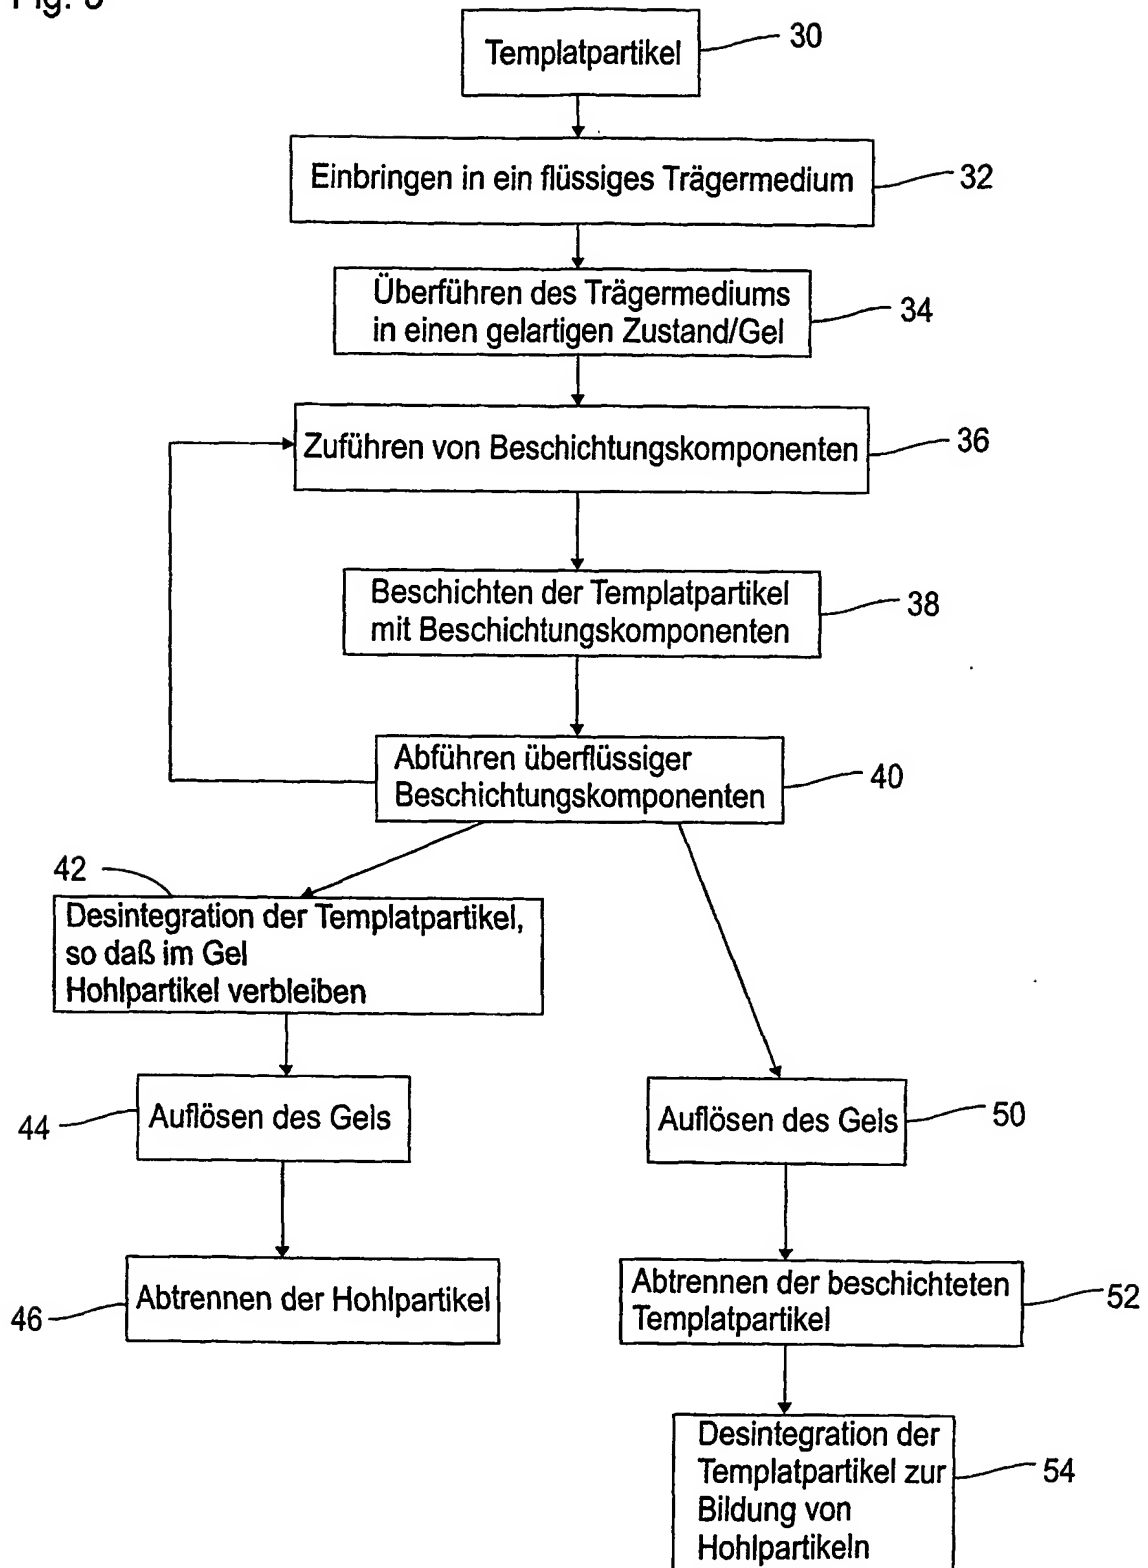 Templatpartikel
30
Einbringen in ein flüssiges Trägermedium
32
Überführen des Trägermediums
in einen gelartigen Zustand/Gel
34
Zuführen von Beschichtungskomponenten
36
Beschichten der Templatpartikel
mit Beschichtungskomponenten
38
Abführen überflüssiger
Beschichtungskomponenten
40
42
Desintegration der Templatpartikel,
so daß im Gel
Hohlpartikel verbleiben
44
Auflösen des Gels
46
Abtrennen der Hohlpartikel
Auflösen des Gels
50
Abtrennen der beschichteten
Templatpartikel
52
Desintegration der
Templatpartikel zur
Bildung von
Hohlpartikeln
54